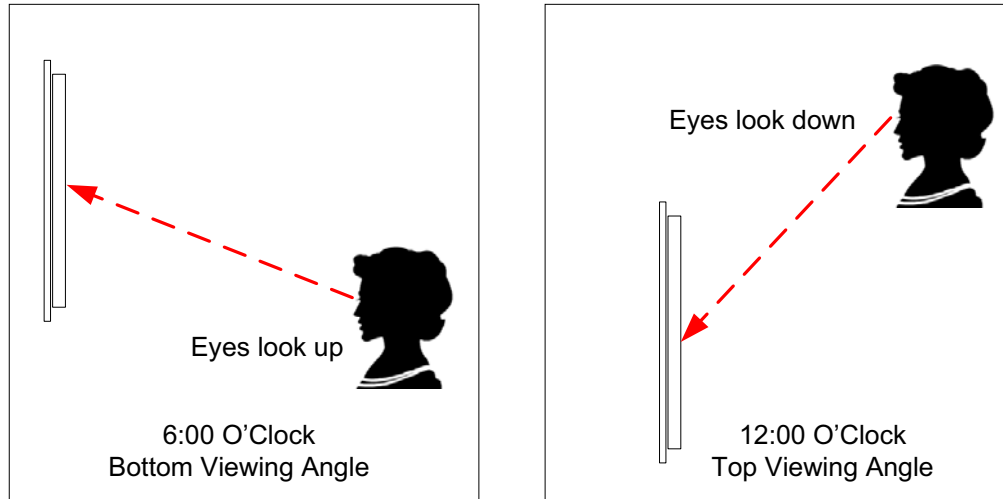 Eyes look up
6:00 O’Clock
Bottom Viewing Angle
Eyes look down
12:00 O’Clock
Top Viewing Angle